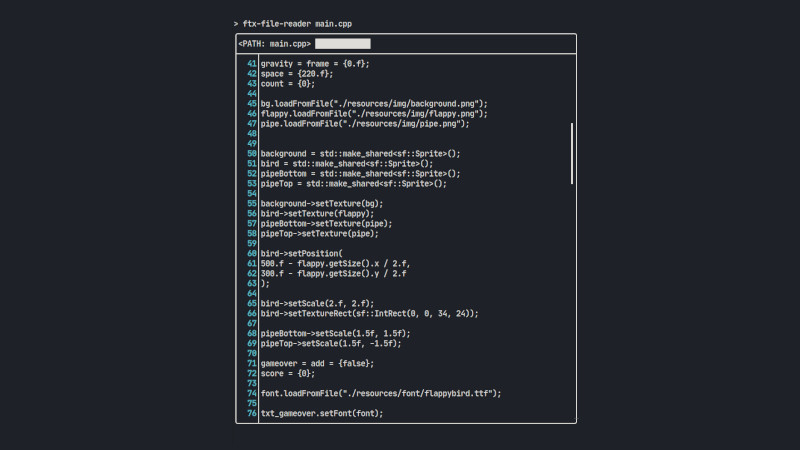 > ftx-file-reader main.cpp
<PATH: main.cpp>
41 gravity = frame = {0.f};
42 space = {220.f};
43 count = {0};
44
45 bg.loadFromFile("./resources/img/background.png");
46 flappy.loadFromFile("./resources/img/flappy.png");
47 pipe.loadFromFile("./resources/img/pipe.png");
48
49
50 background = std::make_shared<sf::Sprite>();
51 bird = std::make_shared<sf::Sprite>();
52 pipeBottom = std::make_shared<sf::Sprite>();
53 pipeTop = std::make_shared<sf::Sprite>();
54
55 background->setTexture(bg);
56 bird->setTexture(flappy);
57 pipeBottom->setTexture(pipe);
58 pipeTop->setTexture(pipe);
59
60 bird->setPosition(
61 500.f - flappy.getSize().x / 2.f,
62 300.f - flappy.getSize().y / 2.f
63 );
64
65 bird->setScale(2.f, 2.f);
66 bird->setTextureRect(sf::IntRect(0, 0, 34, 24));
67
68 pipeBottom->setScale(1.5f, 1.5f);
69 pipeTop->setScale(1.5f, -1.5f);
70
71 gameover = add = {false};
72 score = {0};
73
74 font.loadFromFile("./resources/font/flappybird.ttf");
75
76 txt_gameover.setFont(font);